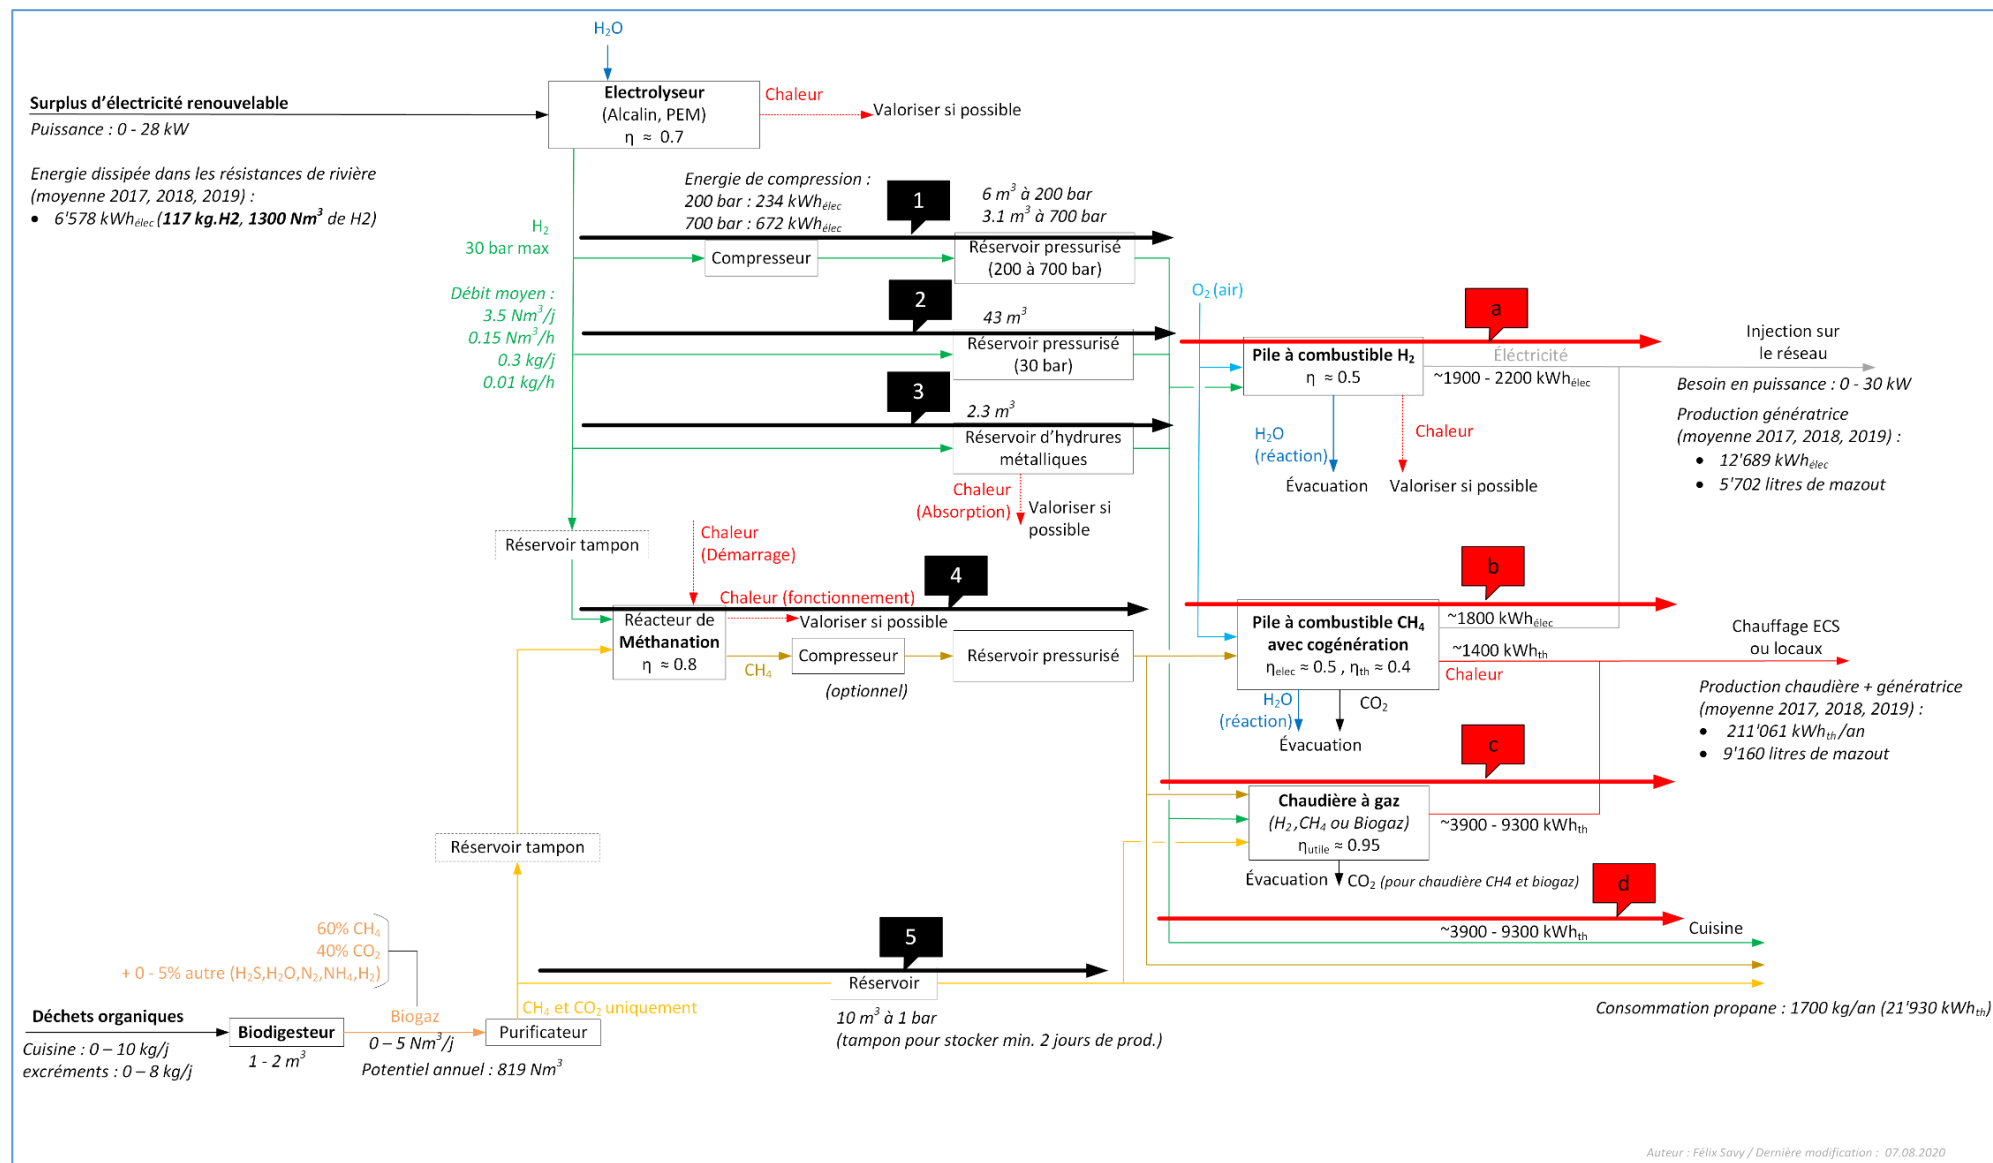 H₂O
Surplus d'électricité renouvelable
Puissance : 0 - 28 kW
Energie dissipée dans les résistances de rivière
(moyenne 2017, 2018, 2019) :
• 6'578 kWhélec (117 kg.H2, 1300 Nm³ de H2)
Electrolyseur
(Alcalin, PEM)
η ≈ 0.7
Chaleur
Valoriser si possible
H₂
30 bar max
Débit moyen :
3.5 Nm³/j
0.15 Nm³/h
0.3 kg/j
0.01 kg/h
Energie de compression :
200 bar : 234 kWhélec
700 bar : 672 kWhélec
1
6 m³ à 200 bar
3.1 m³ à 700 bar
Compresseur
Réservoir pressurisé
(200 à 700 bar)
2
43 m³
Réservoir pressurisé
(30 bar)
3
2.3 m³
Réservoir d'hydrures
métalliques
Chaleur
(Absorption)
Valoriser si
possible
O₂ (air)
a
Pile à combustible H₂
η ≈ 0.5
Éléctricité
~1900 - 2200 kWhélec
Injection sur
le réseau
Besoin en puissance : 0 - 30 kW
Production génératrice
(moyenne 2017, 2018, 2019) :
• 12'689 kWhélec
• 5'702 litres de mazout
H₂O
(réaction)
Évacuation
Chaleur
Valoriser si possible
Réservoir tampon
Chaleur
(Démarrage)
4
Chaleur (fonctionnement)
Valoriser si possible
Réacteur de
Méthanation
η ≈ 0.8
CH₄
Compresseur
(optionnel)
Réservoir pressurisé
b
Pile à combustible CH₄
avec cogénération
ηelec ≈ 0.5 , ηth ≈ 0.4
~1800 kWhélec
~1400 kWhth
Chaleur
Chauffage ECS
ou locaux
Production chaudière + génératrice
(moyenne 2017, 2018, 2019) :
• 211'061 kWhth/an
• 9'160 litres de mazout
H₂O
(réaction)
CO₂
Évacuation
c
Chaudière à gaz
(H₂ ,CH₄ ou Biogaz)
ηutile ≈ 0.95
~3900 - 9300 kWhth
Évacuation
CO₂ (pour chaudière CH4 et biogaz)
d
~3900 - 9300 kWhth
Cuisine
Consommation propane : 1700 kg/an (21'930 kWhth)
Réservoir tampon
60% CH₄
40% CO₂
+ 0 - 5% autre (H₂S,H₂O,N₂,NH₄,H₂)
5
Réservoir
10 m³ à 1 bar
(tampon pour stocker min. 2 jours de prod.)
CH₄ et CO₂ uniquement
Déchets organiques
Cuisine : 0 – 10 kg/j
excréments : 0 – 8 kg/j
Biodigesteur
1 - 2 m³
Biogaz
0 – 5 Nm³/j
Potentiel annuel : 819 Nm³
Purificateur
Auteur : Félix Savy / Dernière modification : 07.08.2020